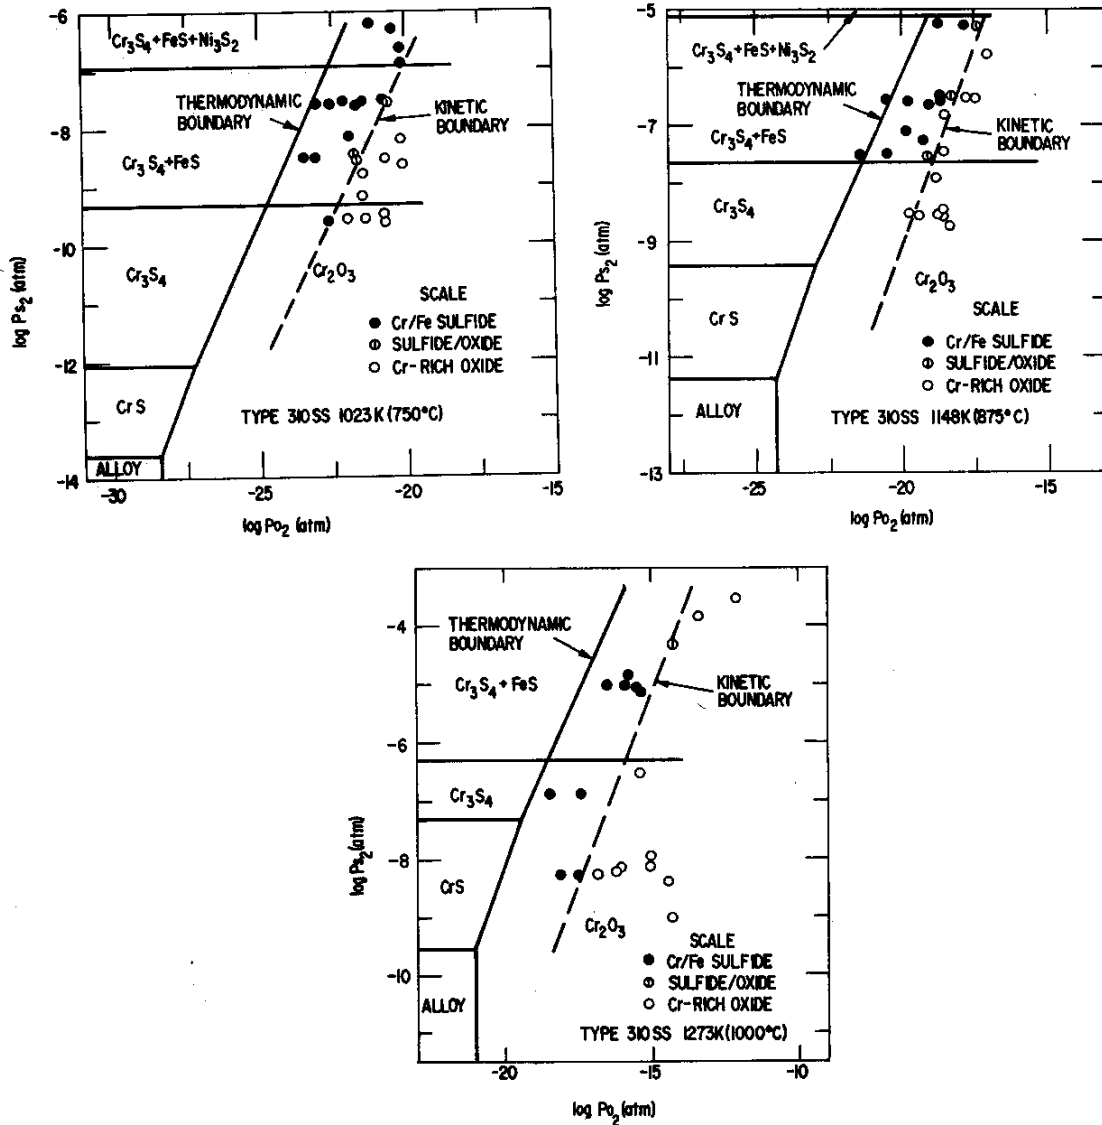 -6
-8
-10
-12
-14
log Ps₂ (atm)
Cr₃S₄+FeS+Ni₃S₂
THERMODYNAMIC
BOUNDARY
KINETIC
BOUNDARY
Cr₃S₄+FeS
Cr₃S₄
Cr₂O₃
SCALE
Cr/Fe SULFIDE
SULFIDE/OXIDE
Cr-RICH OXIDE
CrS
TYPE 310SS 1023K (750°C)
ALLOY
-30
-25
-20
-15
log Po₂ (atm)
-5
-7
-9
-11
-13
log Ps₂ (atm)
Cr₃S₄+FeS+Ni₃S₂
THERMODYNAMIC
BOUNDARY
KINETIC
BOUNDARY
Cr₃S₄+FeS
Cr₃S₄
Cr₂O₃
CrS
SCALE
Cr/Fe SULFIDE
SULFIDE/OXIDE
Cr-RICH OXIDE
ALLOY
TYPE 310SS 1148K (875°C)
-25
-20
-15
log Po₂ (atm)
-4
-6
-8
-10
log Ps₂ (atm)
THERMODYNAMIC
BOUNDARY
Cr₃S₄ + FeS
KINETIC
BOUNDARY
Cr₃S₄
CrS
Cr₂O₃
SCALE
Cr/Fe SULFIDE
SULFIDE/OXIDE
Cr-RICH OXIDE
ALLOY
TYPE 310SS 1273K (1000°C)
-20
-15
-10
log Po₂ (atm)